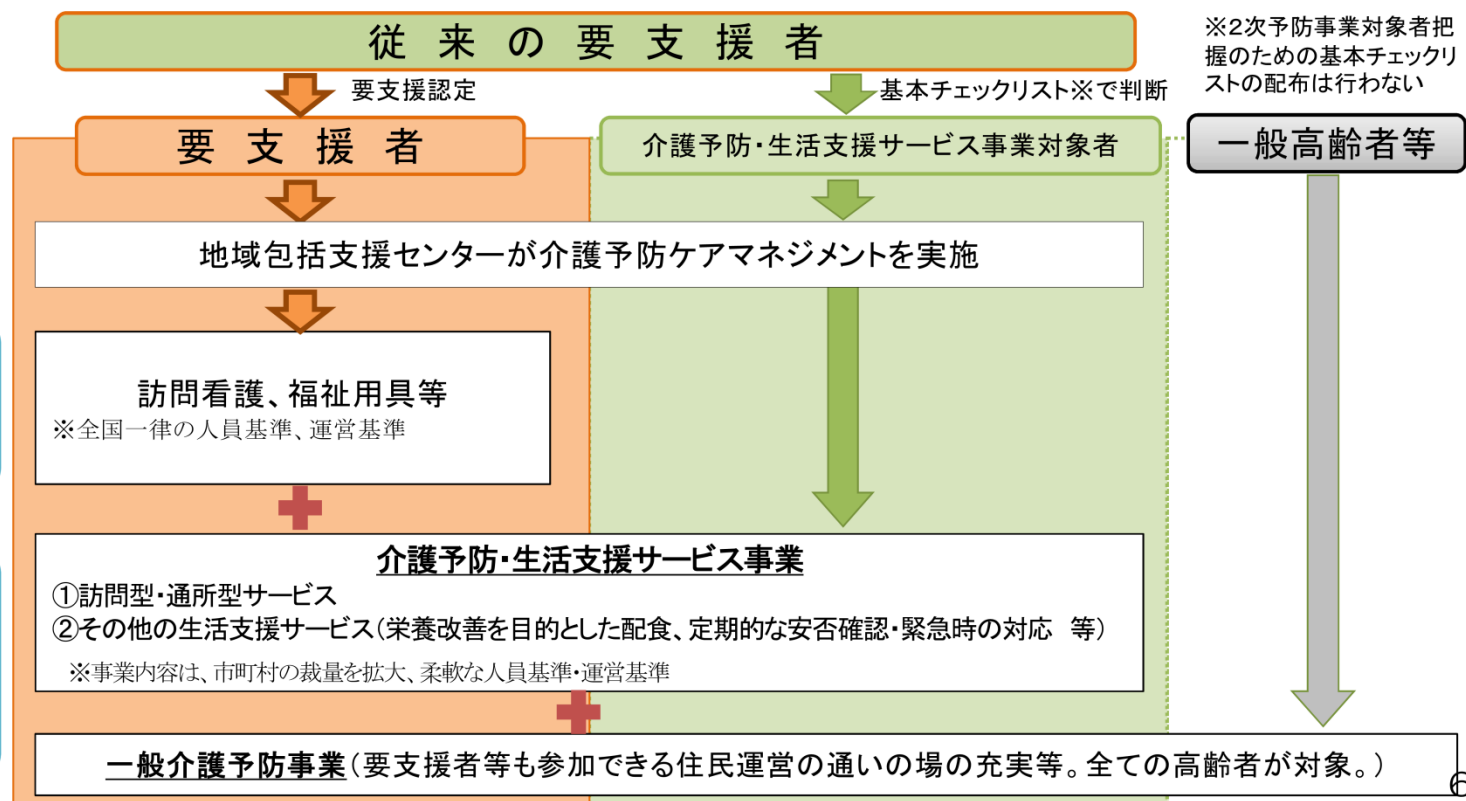 従来の要支援者
※2次予防事業対象者把
握のための基本チェックリ
ストの配布は行わない
要支援認定
基本チェックリスト※で判断
要支援者
介護予防・生活支援サービス事業対象者
一般高齢者等
地域包括支援センターが介護予防ケアマネジメントを実施
訪問看護、福祉用具等
※全国一律の人員基準、運営基準
介護予防・生活支援サービス事業
①訪問型・通所型サービス
②その他の生活支援サービス(栄養改善を目的とした配食、定期的な安否確認・緊急時の対応 等)
※事業内容は、市町村の裁量を拡大、柔軟な人員基準・運営基準
一般介護予防事業(要支援者等も参加できる住民運営の通いの場の充実等。全ての高齢者が対象。)
6